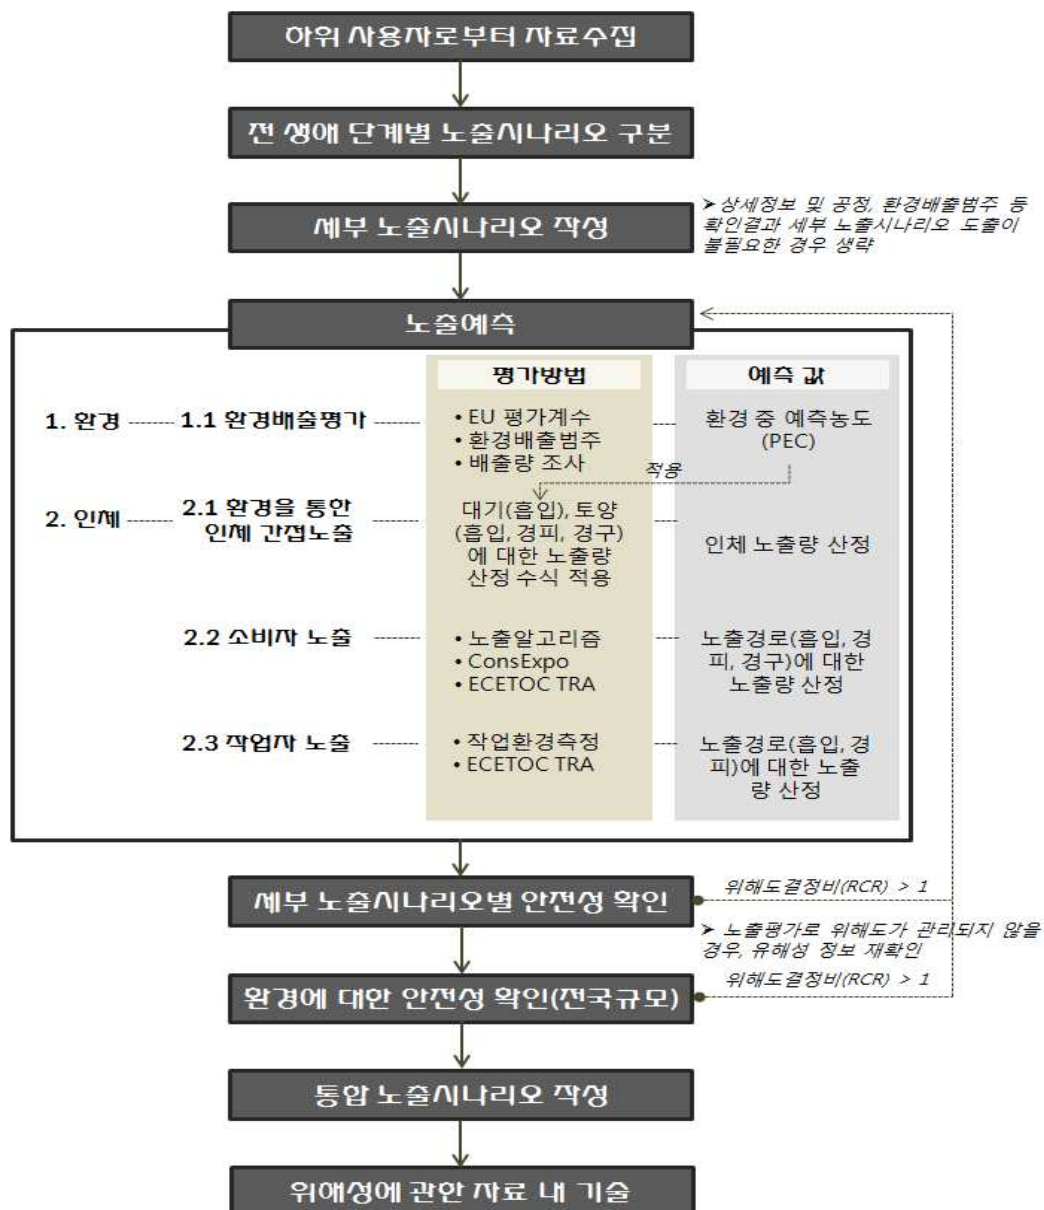 하위 사용자로부터 자료수집
전 생애 단계별 노출시나리오 구분
세부 노출시나리오 작성
➤ 상세정보 및 공정, 환경배출범주 등
확인결과 세부 노출시나리오 도출이
불필요한 경우 생략
노출예측
평가방법
예측 값
1. 환경
1.1 환경배출평가
• EU 평가계수
• 환경배출범주
• 배출량 조사
환경 중 예측농도
(PEC)
적용
2. 인체
2.1 환경을 통한
인체 간접노출
대기(흡입), 토양
(흡입, 경피, 경구)
에 대한 노출량
산정 수식 적용
인체 노출량 산정
2.2 소비자 노출
• 노출알고리즘
• ConsExpo
• ECETOC TRA
노출경로(흡입, 경
피, 경구)에 대한
노출량 산정
2.3 작업자 노출
• 작업환경측정
• ECETOC TRA
노출경로(흡입, 경
피)에 대한 노출
량 산정
세부 노출시나리오별 안전성 확인
위해도결정비(RCR) > 1
➤ 노출평가로 위해도가 관리되지 않을
경우, 유해성 정보 재확인
환경에 대한 안전성 확인(전국규모)
위해도결정비(RCR) > 1
통합 노출시나리오 작성
위해성에 관한 자료 내 기술